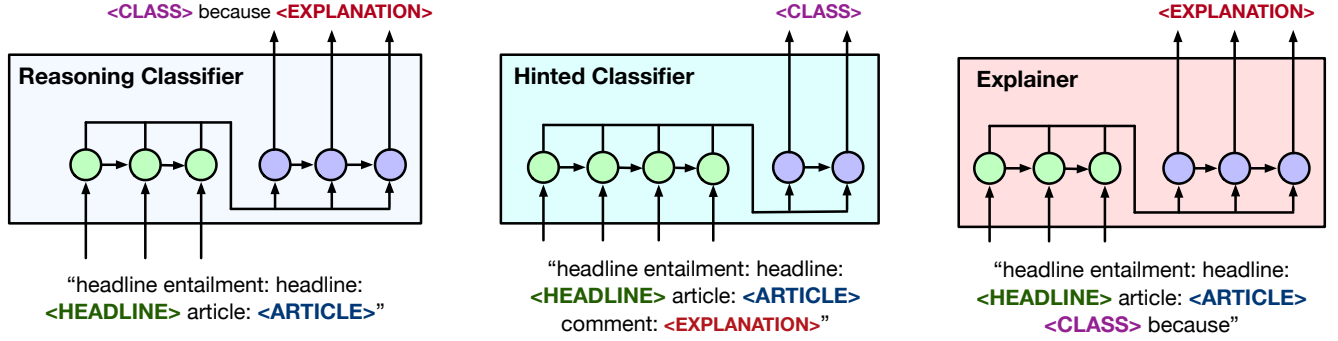 <CLASS> because <EXPLANATION>
Reasoning Classifier
“headline entailment: headline:
<HEADLINE> article: <ARTICLE>”
<CLASS>
Hinted Classifier
“headline entailment: headline:
<HEADLINE> article: <ARTICLE>
comment: <EXPLANATION>”
<EXPLANATION>
Explainer
“headline entailment: headline:
<HEADLINE> article: <ARTICLE>
<CLASS> because”